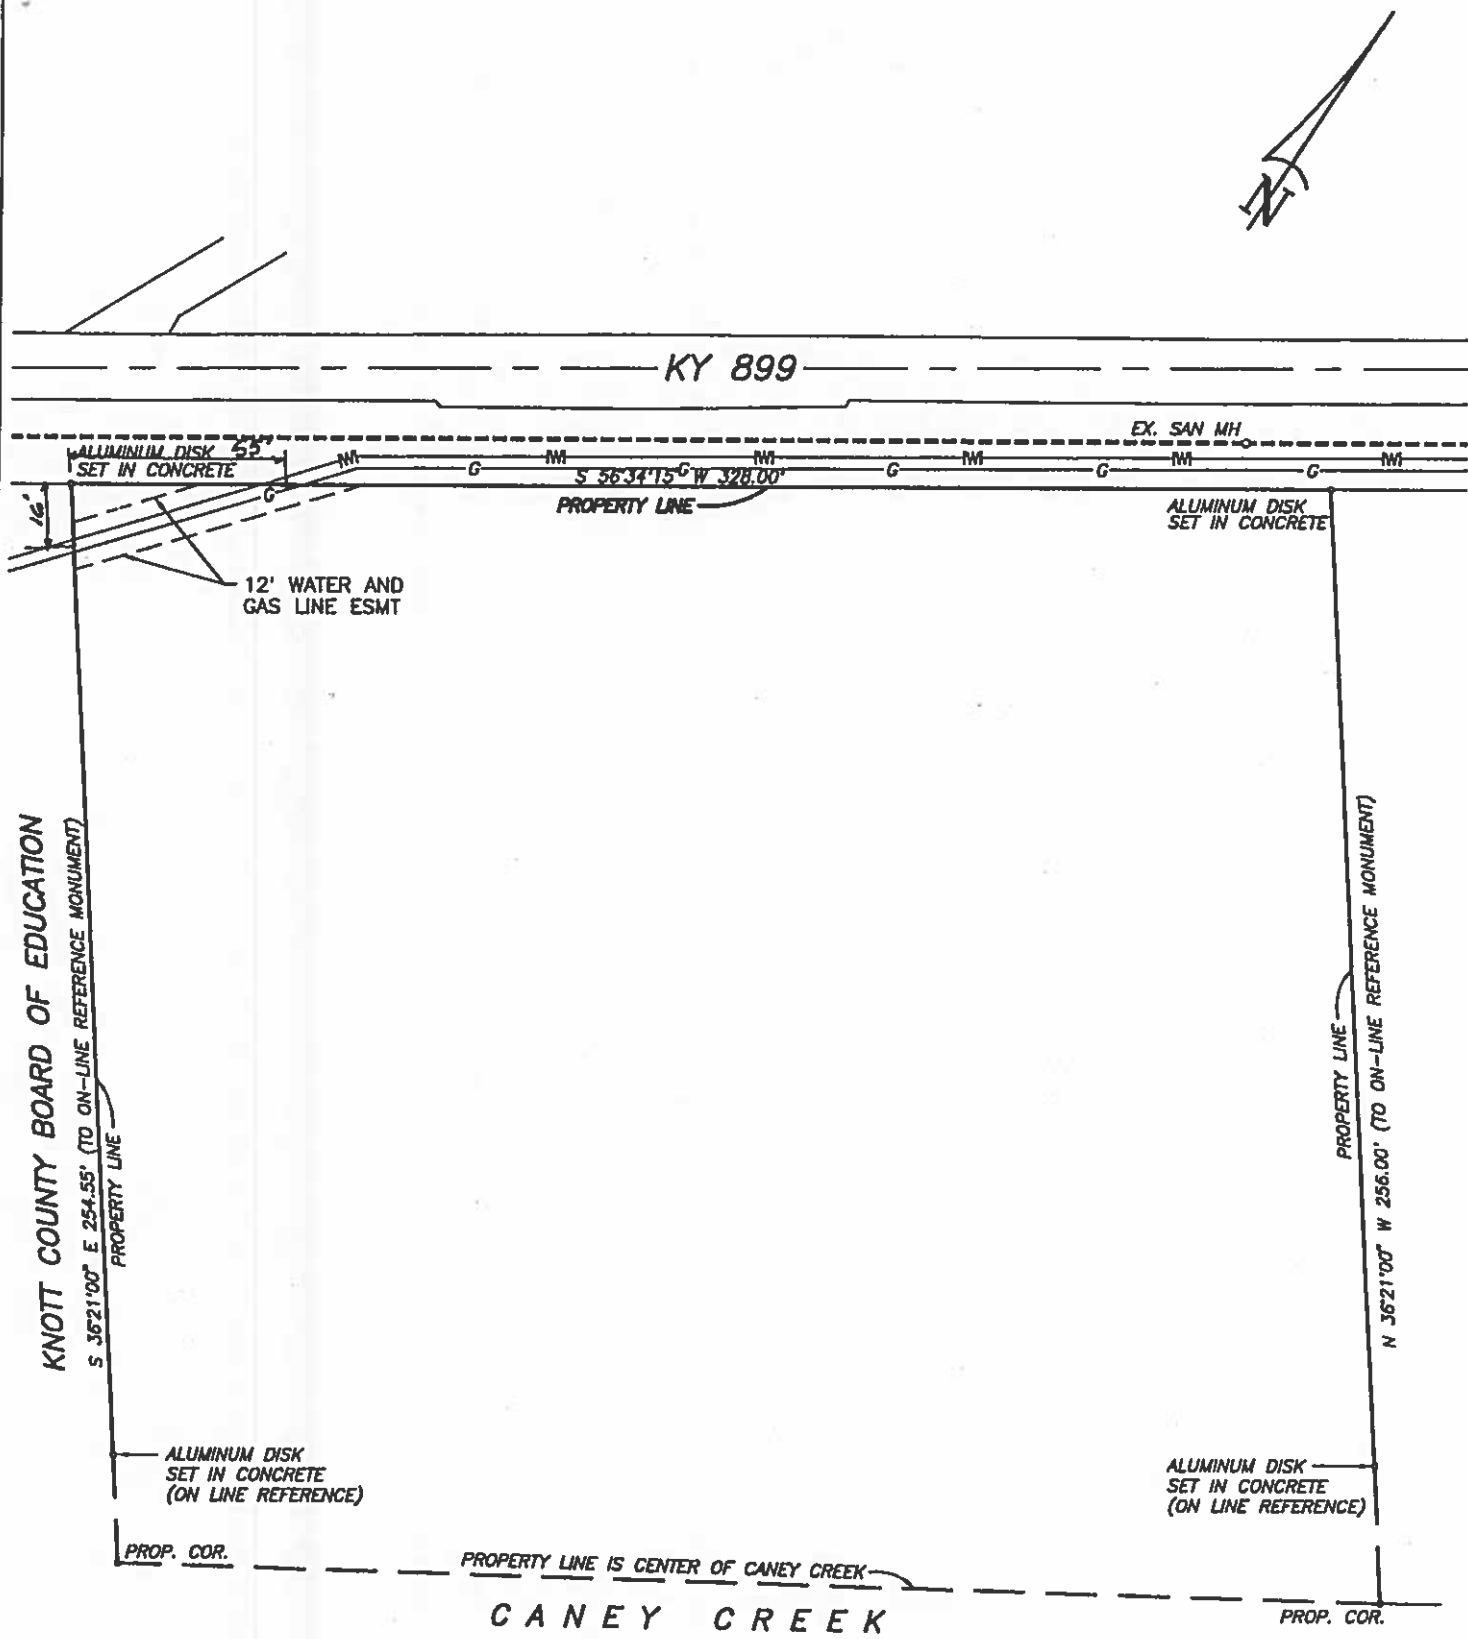 N
KY 899
EX. SAN MH
ALUMINUM DISK 55'
SET IN CONCRETE
W W W W W W
G G G G G G
S 56°34'15" W 328.00'
PROPERTY LINE
ALUMINUM DISK
SET IN CONCRETE
16'
12' WATER AND
GAS LINE ESMT
KNOTT COUNTY BOARD OF EDUCATION
S 36°21'00" E 254.55' (TO ON-LINE REFERENCE MONUMENT)
PROPERTY LINE
PROPERTY LINE
N 36°21'00" W 256.00' (TO ON-LINE REFERENCE MONUMENT)
ALUMINUM DISK
SET IN CONCRETE
(ON LINE REFERENCE)
ALUMINUM DISK
SET IN CONCRETE
(ON LINE REFERENCE)
PROP. COR.
PROPERTY LINE IS CENTER OF CANEY CREEK
CANEY CREEK
PROP. COR.